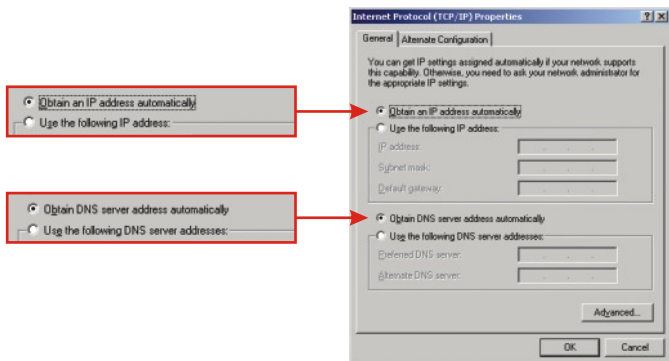 Obtain an IP address automatically
Use the following IP address:
Obtain DNS server address automatically
Use the following DNS server addresses:
Internet Protocol (TCP/IP) Properties
General
Alternate Configuration
You can get IP settings assigned automatically if your network supports
this capability. Otherwise, you need to ask your network administrator for
the appropriate IP settings.
Obtain an IP address automatically
Use the following IP address:
IP address:
Subnet mask:
Default gateway:
Obtain DNS server address automatically
Use the following DNS server addresses:
Preferred DNS server:
Alternate DNS server:
Advanced...
OK
Cancel